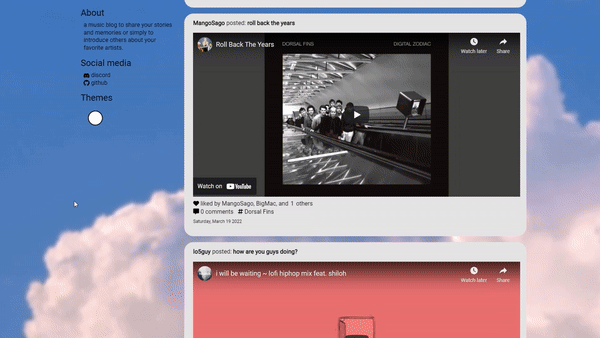 About
a music blog to share your stories
and memories or simply to
introduce others about your
favorite artists.
Social media
discord
github
Themes
MangoSago posted: roll back the years
Roll Back The Years
DORSAL FINS
DIGITAL ZODIAC
Watch later
Share
Watch on YouTube
liked by MangoSago, BigMac, and 1 others
0 comments # Dorsal Fins
Saturday, March 19 2022
lo5guy posted: how are you guys doing?
i will be waiting ~ lofi hiphop mix feat. shiloh
Watch later
Share